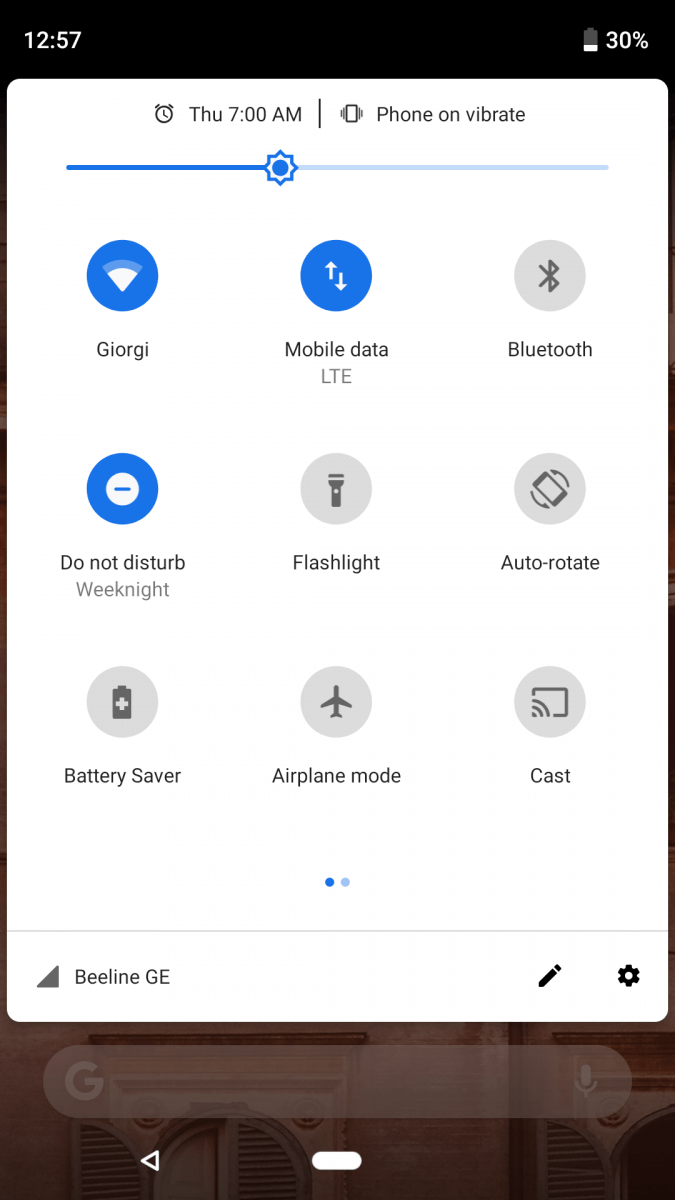 12:57 30%
Thu 7:00 AM Phone on vibrate
Giorgi Mobile data Bluetooth
LTE
Do not disturb Flashlight Auto-rotate
Weeknight
Battery Saver Airplane mode Cast
Beeline GE
G